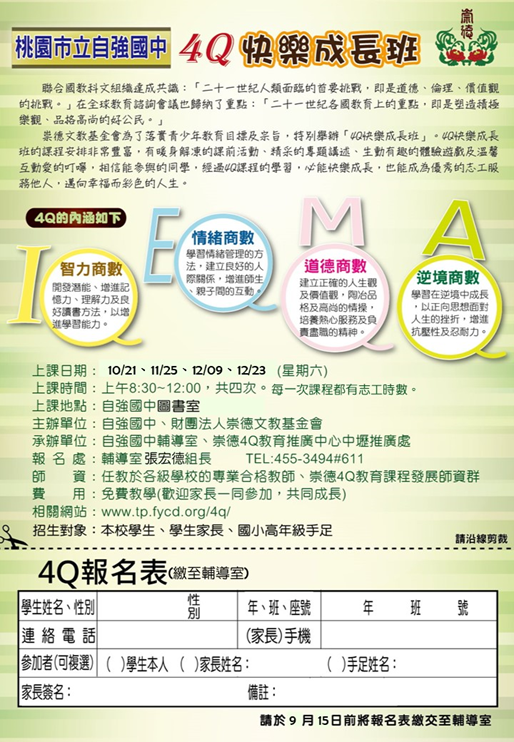 桃園市立自強國中 4Q 快樂成長班
崇德
聯合國教科文組織達成共識：「二十一世紀人類面臨的首要挑戰，即是道德、倫理、價值觀
的挑戰。」在全球教育諮詢會議也歸納了重點：「二十一世紀各國教育上的重點，即是塑造積極
樂觀、品格高尚的好公民。」
崇德文教基金會為了落實青少年教育目標及宗旨，特別學辦「4Q快樂成長班」。4Q快樂成長
班的課程安排非常豐富，有暖身解凍的課前活動、精采的專題講述、生動有趣的體驗遊戲及溫馨
互動愛的叮嚀，相信能參與的同學，經過4Q課程的學習，必能快樂成長，也能成為優秀的志工服
務他人，邁向幸福而彩色的人生。
4Q的內涵如下
IQ
智力商數
開發潛能、增進記
憶力、理解力及良
好讀書方法，以增
進學習能力。
EQ
情緒商數
學習情緒管理的方
法，建立良好的人
際關係，增進師生
、親子間的互動。
MQ
道德商數
建立正確的人生觀
及價值觀，陶冶品
格及高尚的情操，
培養熱心服務及負
責盡職的精神。
AQ
逆境商數
學習在逆境中成長
，以正向思想面對
人生的挫折，增進
抗壓性及忍耐力。
上課日期： 10/21、11/25、12/09、12/23 (星期六)
上課時間：上午8:30~12:00，共四次。每一次課程都有志工時數。
上課地點：自強國中圖書室
主辦單位：自強國中、財團法人崇德文教基金會
承辦單位：自強國中輔導室、崇德4Q教育推廣中心中壢推廣處
報 名 處：輔導室張宏德組長 TEL:455-3494#611
師 資：任教於各級學校的專業合格教師、崇德4Q教育課程發展師資群
費 用：免費教學(歡迎家長一同參加，共同成長)
相關網站：www.tp.fycd.org/4q/
招生對象：本校學生、學生家長、國小高年級手足
請沿線剪裁
4Q報名表(繳至輔導室)
學生姓名、性別 性別 年、班、座號 年 班 號
連絡電話 (家長)手機
參加者(可複選) ( )學生本人 ( )家長姓名： ( )手足姓名：
家長簽名： 備註：
請於 9 月 15日前將報名表繳交至輔導室